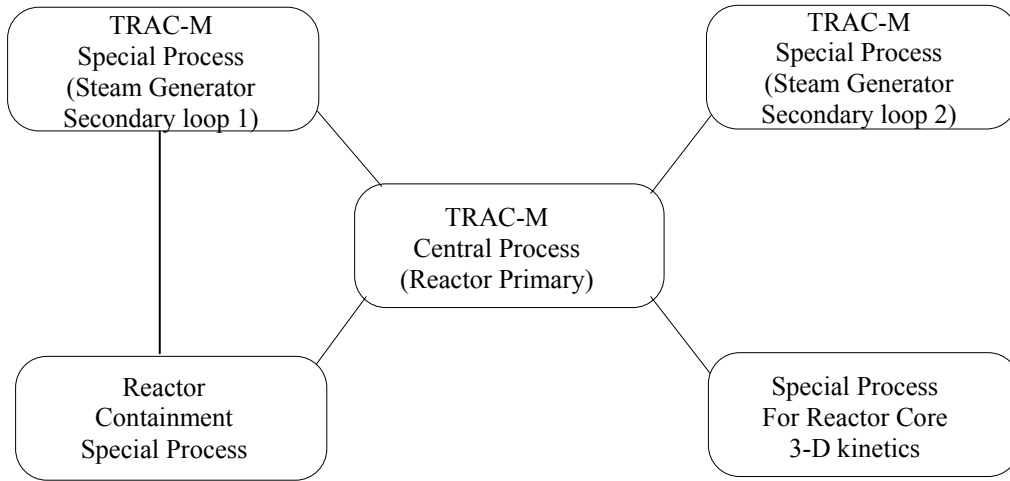 TRAC-M
Special Process
(Steam Generator
Secondary loop 1)
TRAC-M
Special Process
(Steam Generator
Secondary loop 2)
TRAC-M
Central Process
(Reactor Primary)
Reactor
Containment
Special Process
Special Process
For Reactor Core
3-D kinetics